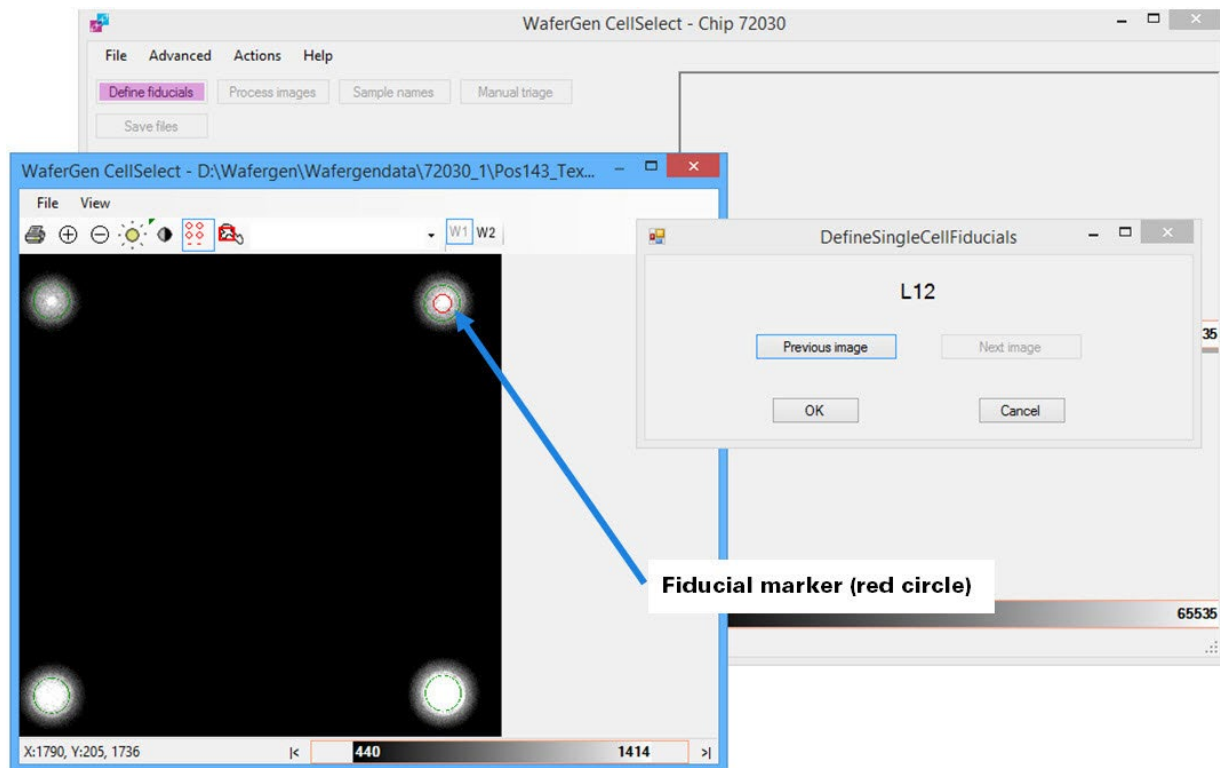 WaferGen CellSelect - Chip 72030
File Advanced Actions Help
Define fiducials Process images Sample names Manual triage
Save files
WaferGen CellSelect - D:\Wafergen\Wafergendata\72030_1\Pos143_Tex...
File View
W1 W2
DefineSingleCellFiducials
L12
35
Previous image Next image
OK Cancel
Fiducial marker (red circle)
65535
X:1790, Y:205, 1736 |< 440 1414 >|